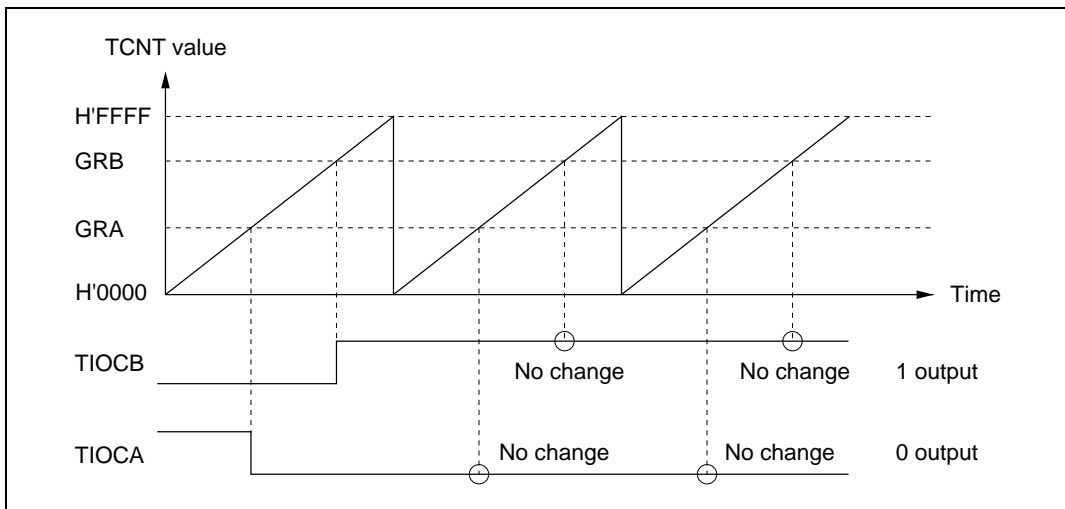 TCNT value
H'FFFF
GRB
GRA
H'0000
Time
TIOCB
No change
No change
1 output
TIOCA
No change
No change
0 output